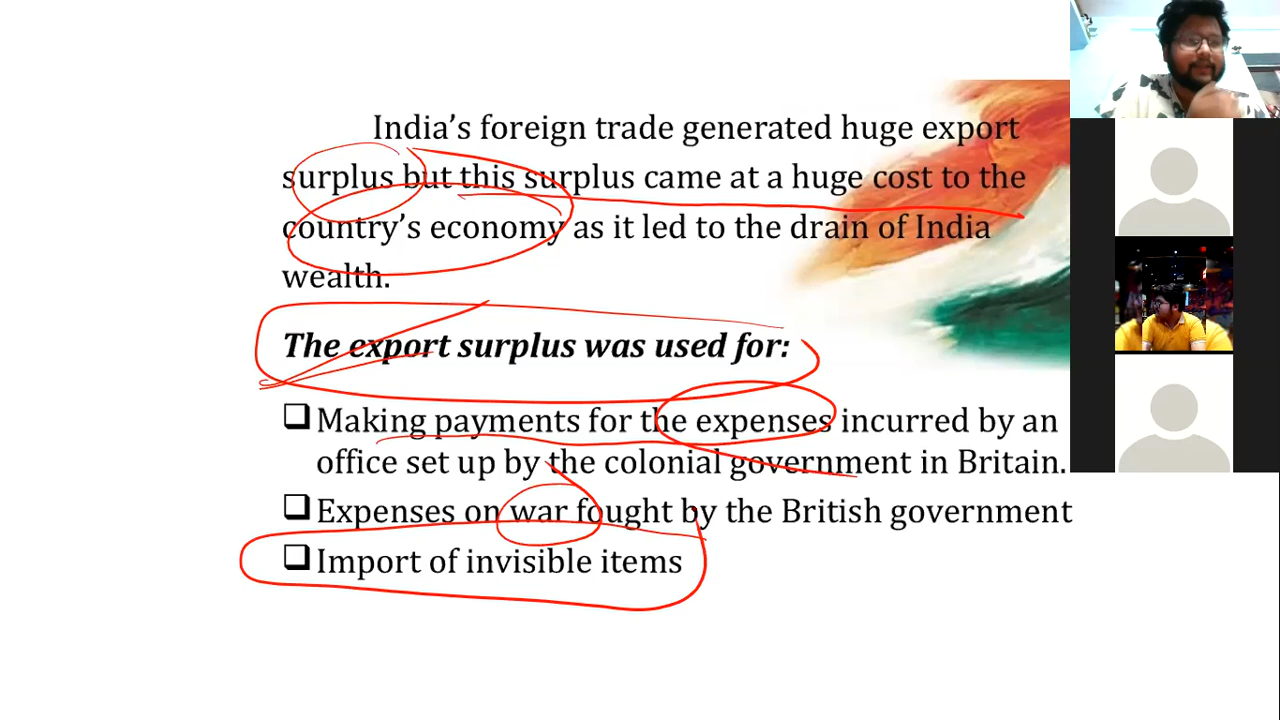 India’s foreign trade generated huge export
surplus but this surplus came at a huge cost to the
country’s economy as it led to the drain of India
wealth.
The export surplus was used for:
Making payments for the expenses incurred by an
office set up by the colonial government in Britain.
Expenses on war fought by the British government
Import of invisible items